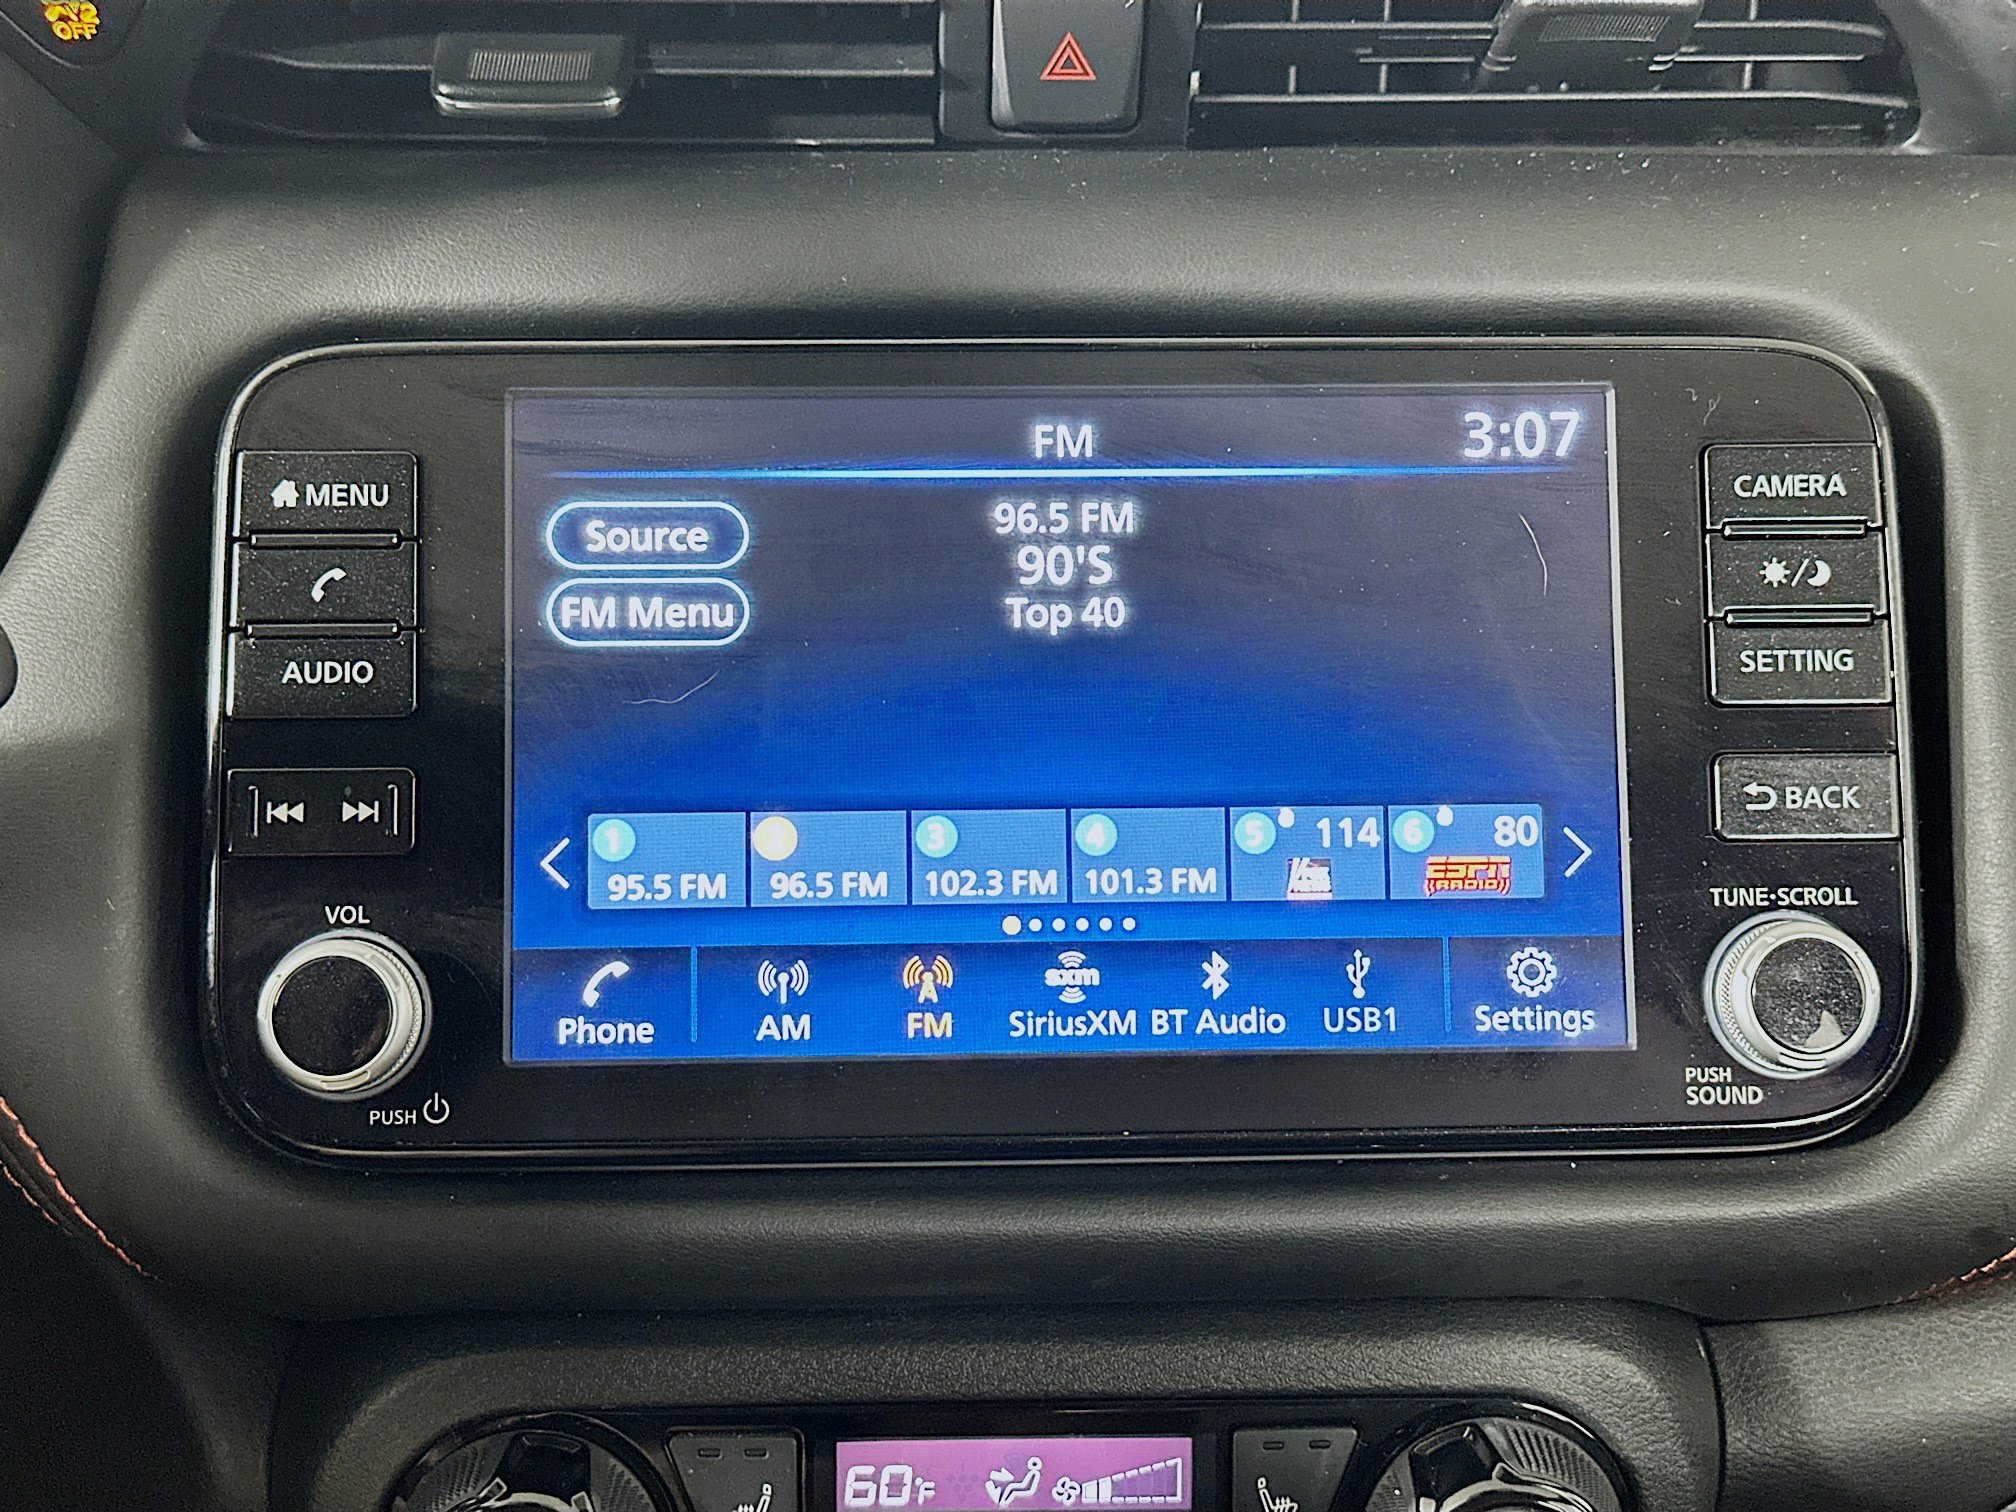 OFF
FM
3:07
MENU
CAMERA
Source
96.5 FM
90'S
FM Menu
Top 40
AUDIO
SETTING
BACK
1
2
3
4
5
114
6
80
95.5 FM
96.5 FM
102.3 FM
101.3 FM
ESPN
RADIO
VOL
TUNE·SCROLL
A
sxm
Phone
AM
FM
SiriusXM
BT Audio
USB1
Settings
PUSH
PUSH
SOUND
60°F